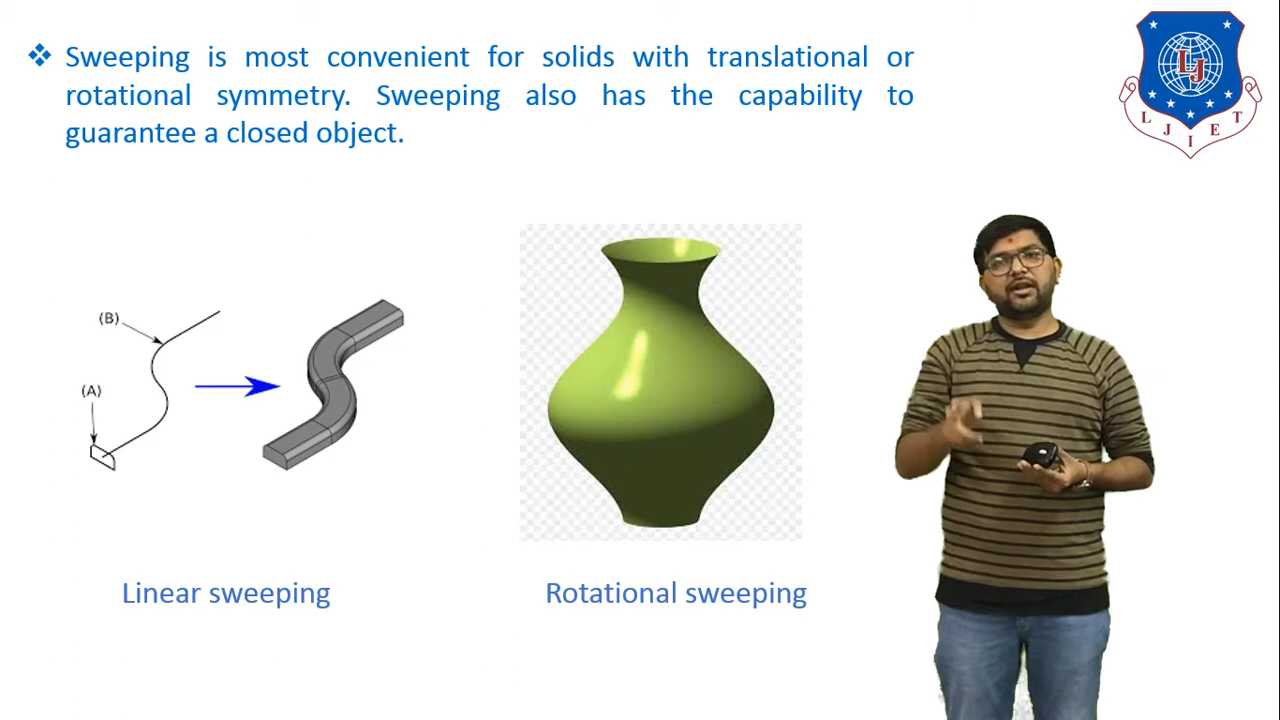 Sweeping is most convenient for solids with translational or
rotational symmetry. Sweeping also has the capability to
guarantee a closed object.
LJ
L J I E T
(B)
(A)
Linear sweeping
Rotational sweeping